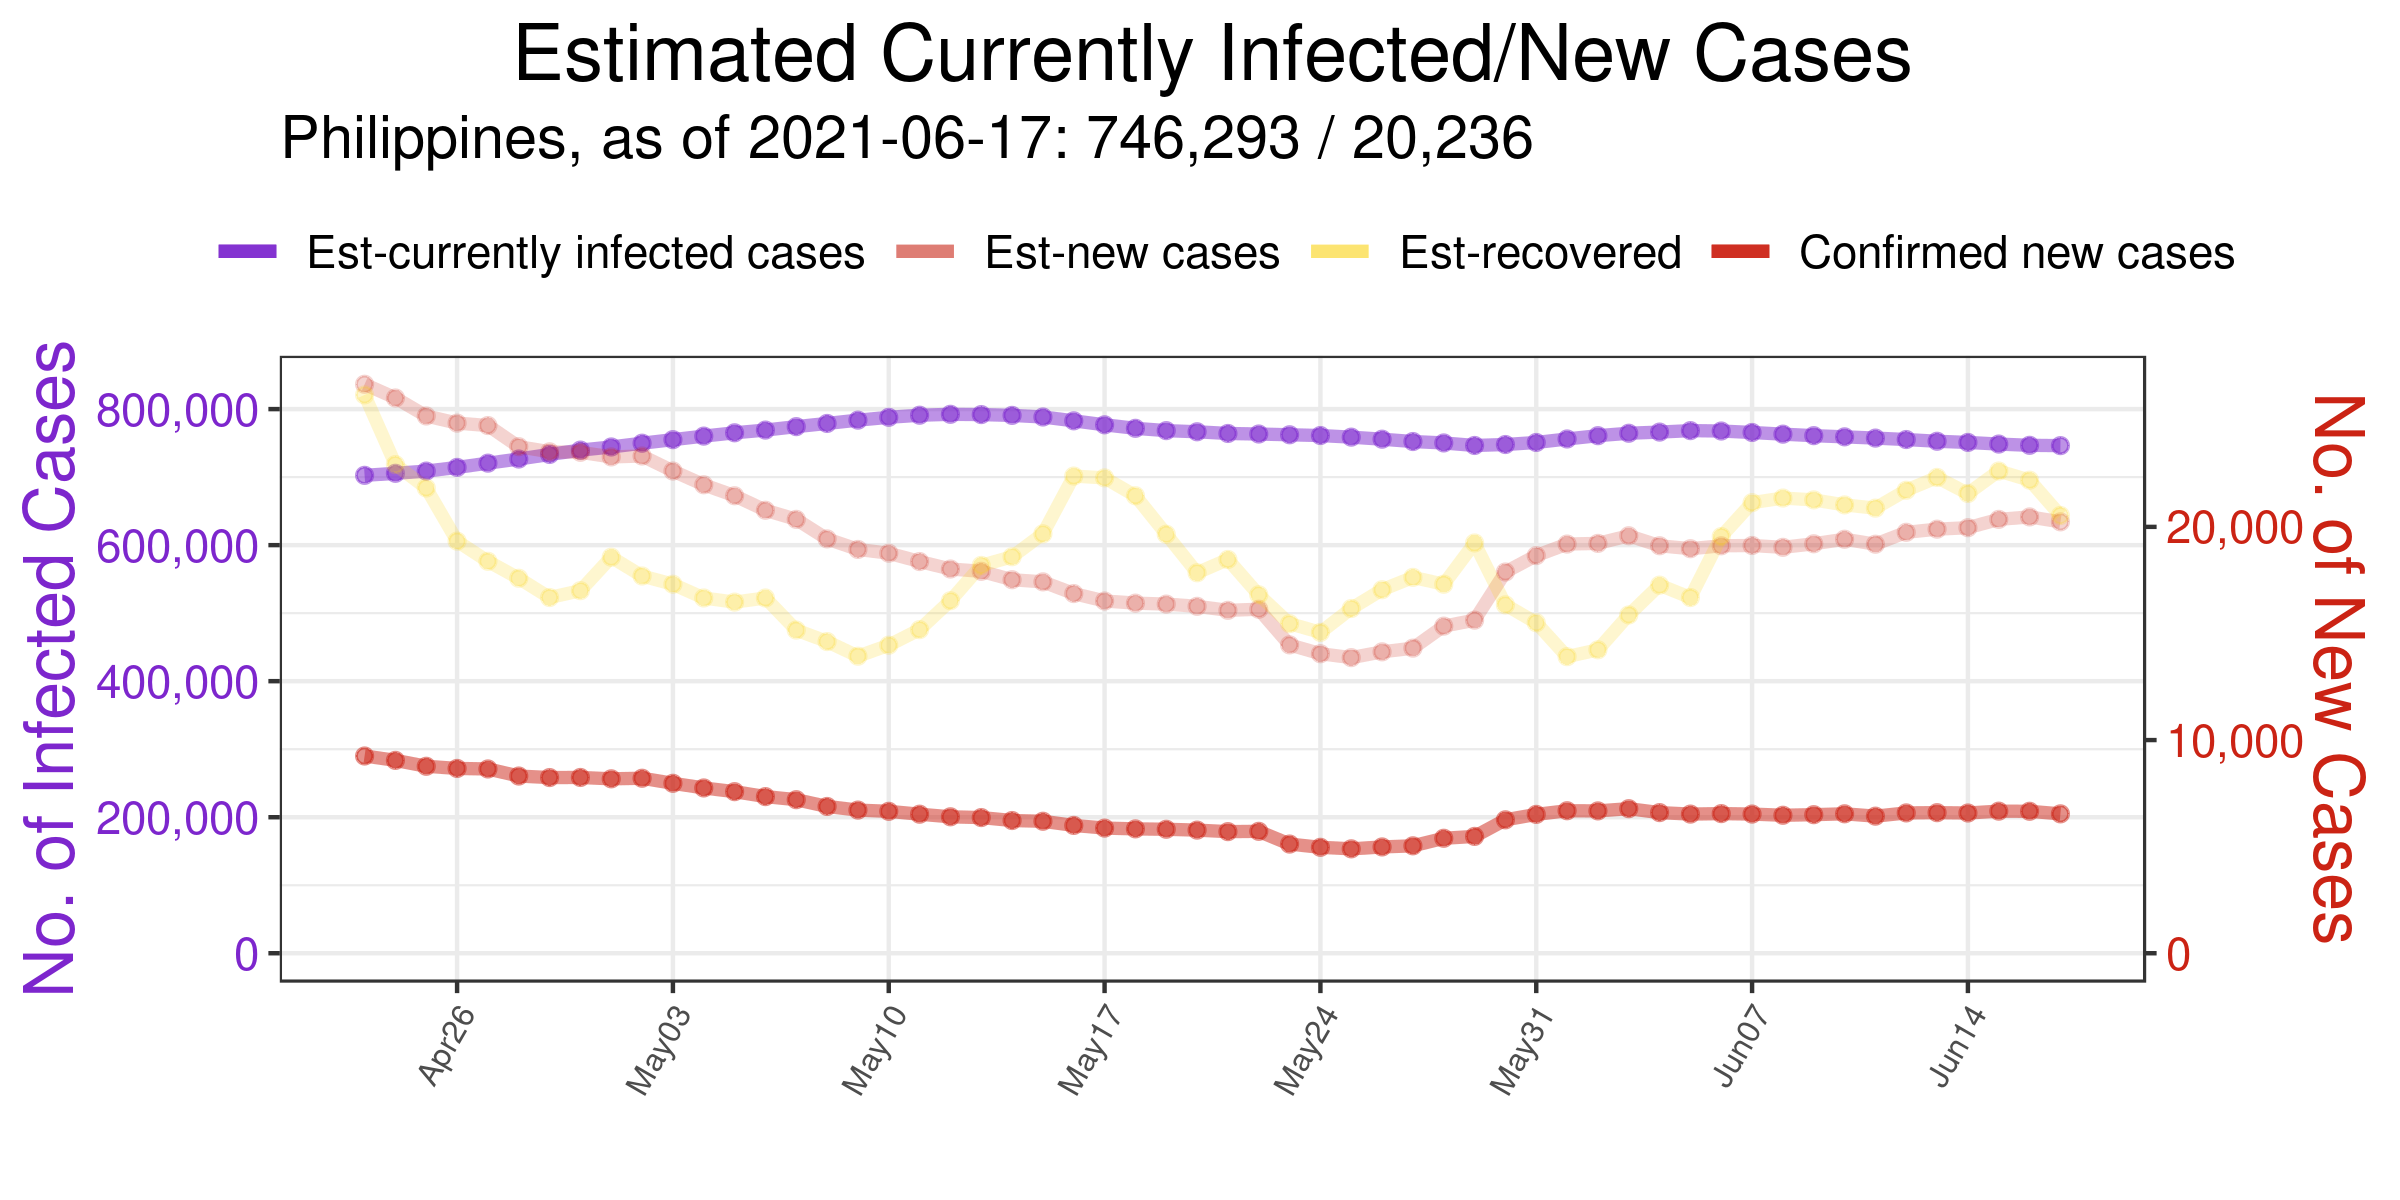 Estimated Currently Infected/New Cases
Philippines, as of 2021-06-17: 746,293 / 20,236
Est-currently infected cases
Est-new cases
Est-recovered
Confirmed new cases
No. of Infected Cases
800,000
600,000
400,000
200,000
0
20,000
10,000
0
No. of New Cases
Apr26
May03
May10
May17
May24
May31
Jun07
Jun14